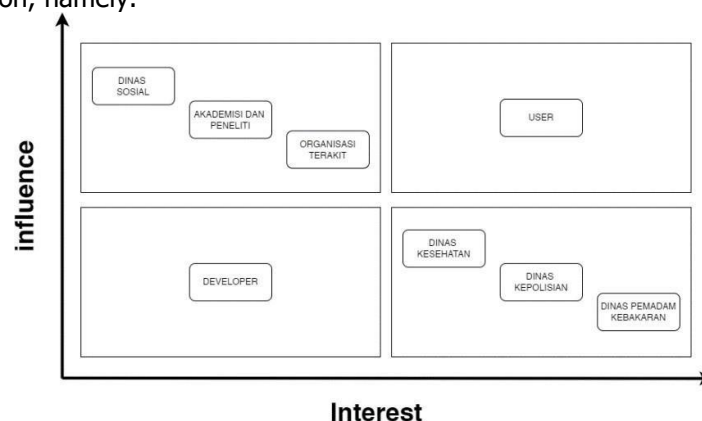 on, namely:
DINAS
SOSIAL
AKADEMISI DAN
PENELITI
ORGANISASI
TERAKIT
USER
influence
DEVELOPER
DINAS
KESEHATAN
DINAS
KEPOLISIAN
DINAS PEMADAM
KEBAKARAN
Interest